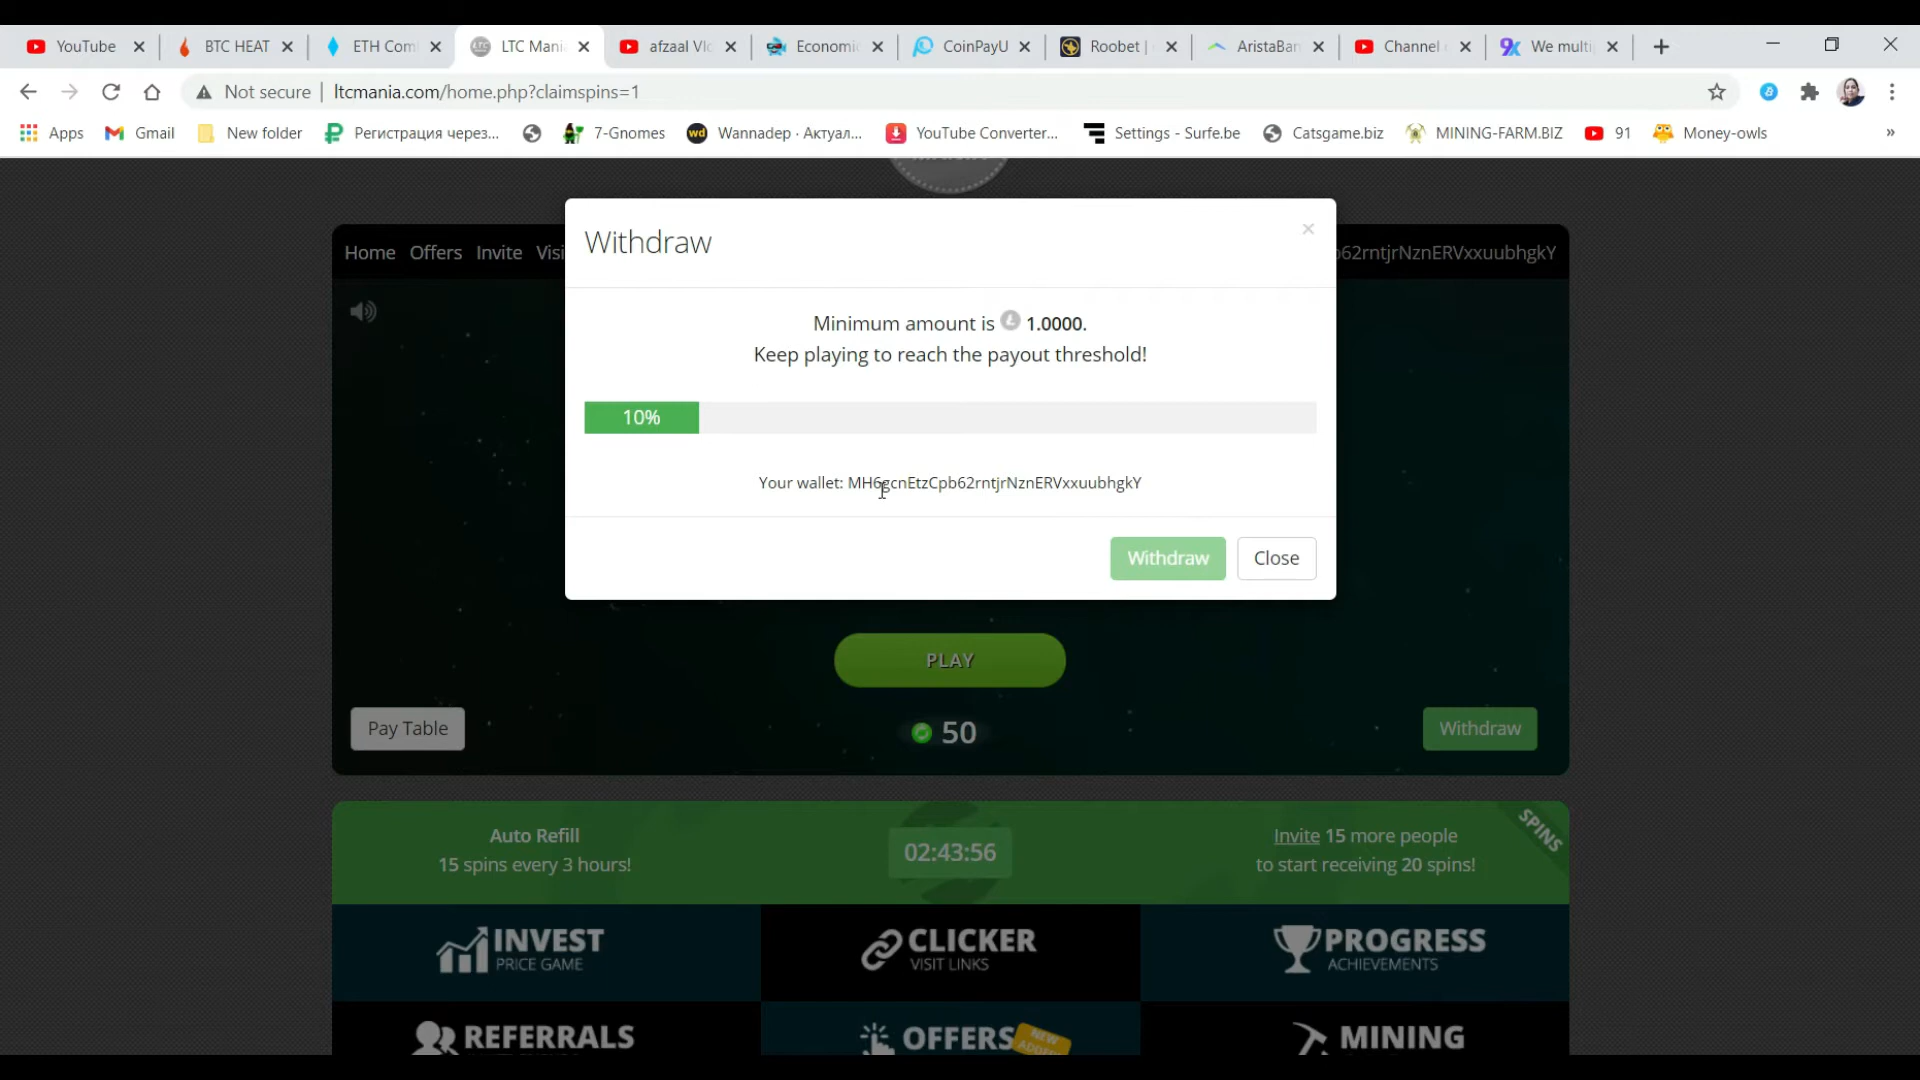 YouTube
BTC HEAT
ETH Com
LTC Mani
afzaal Vlo
Economic
CoinPayU
Roobet |
AristaBan
Channel
We multi
Not secure | ltcmania.com/home.php?claimspins=1
Apps
Gmail
New folder
Регистрация через...
7-Gnomes
Wannadep · Актуал...
YouTube Converter...
Settings - Surfe.be
Catsgame.biz
MINING-FARM.BIZ
91
Money-owls
»
Home Offers Invite Visi
62rntjrNznERVxxuubhgkY
Withdraw
×
Minimum amount is 1.0000.
Keep playing to reach the payout threshold!
10%
Your wallet: MH6gcnEtzCpb62rntjrNznERVxxuubhgkY
Withdraw
Close
PLAY
Pay Table
50
Withdraw
Auto Refill
15 spins every 3 hours!
02:43:56
Invite 15 more people
to start receiving 20 spins!
SPINS
INVEST
PRICE GAME
CLICKER
VISIT LINKS
PROGRESS
ACHIEVEMENTS
REFERRALS
OFFERS
NEW
MINING